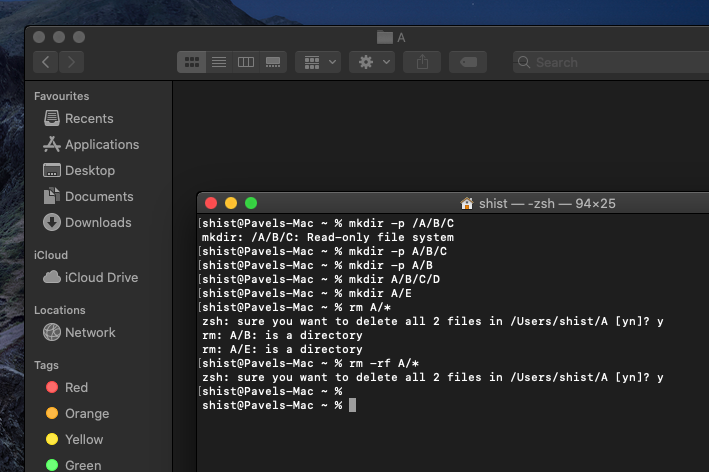 A
Search
Favourites
Recents
Applications
Desktop
Documents
Downloads
iCloud
iCloud Drive
Locations
Network
Tags
Red
Orange
Yellow
Green
shist — -zsh — 94×25
[shist@Pavels-Mac ~ % mkdir -p /A/B/C
mkdir: /A/B/C: Read-only file system
[shist@Pavels-Mac ~ % mkdir -p A/B/C
[shist@Pavels-Mac ~ % mkdir -p A/B
[shist@Pavels-Mac ~ % mkdir A/B/C/D
[shist@Pavels-Mac ~ % mkdir A/E
[shist@Pavels-Mac ~ % rm A/*
zsh: sure you want to delete all 2 files in /Users/shist/A [yn]? y
rm: A/B: is a directory
rm: A/E: is a directory
[shist@Pavels-Mac ~ % rm -rf A/*
zsh: sure you want to delete all 2 files in /Users/shist/A [yn]? y
[shist@Pavels-Mac ~ %
shist@Pavels-Mac ~ %